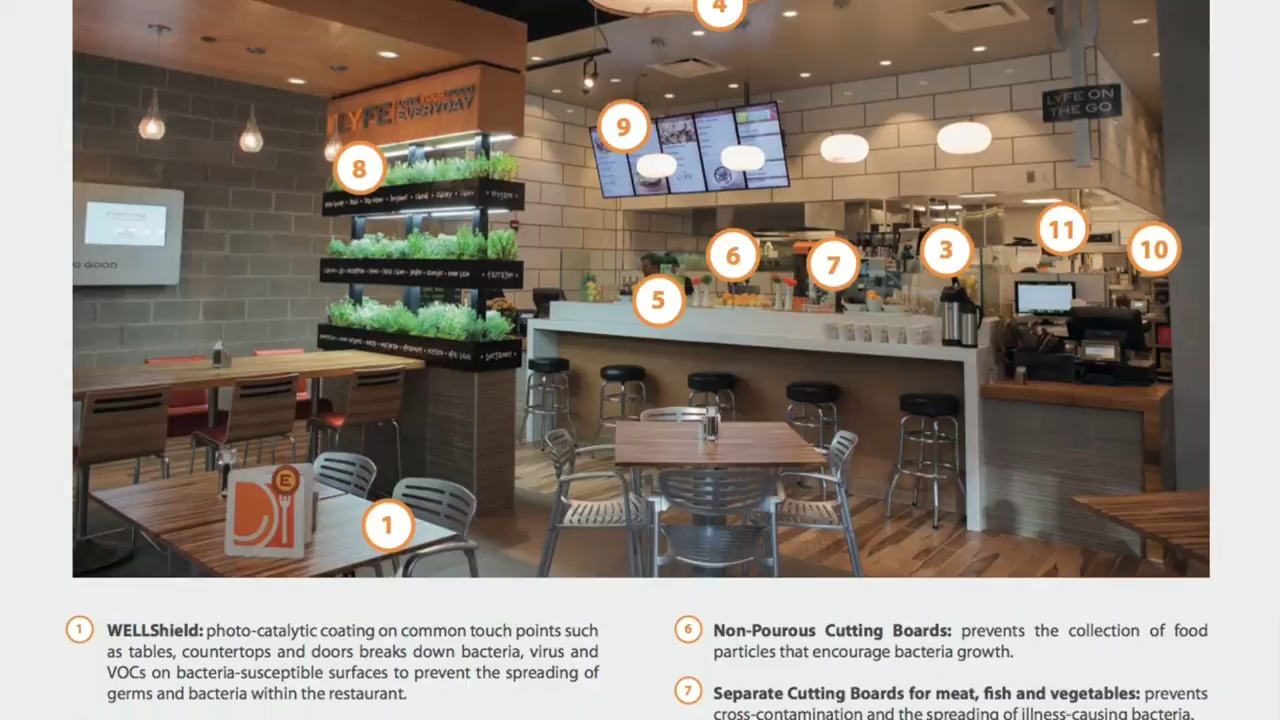 4
LYFE
EVERYDAY
LYFE ON
THE GO
9
8
O GOOD
6
11
10
7
3
5
E
1
1 WELLShield: photo-catalytic coating on common touch points such
as tables, countertops and doors breaks down bacteria, virus and
VOCs on bacteria-susceptible surfaces to prevent the spreading of
germs and bacteria within the restaurant.
6 Non-Pourous Cutting Boards: prevents the collection of food
particles that encourage bacteria growth.
7 Separate Cutting Boards for meat, fish and vegetables: prevents
cross-contamination and the spreading of illness-causing bacteria.